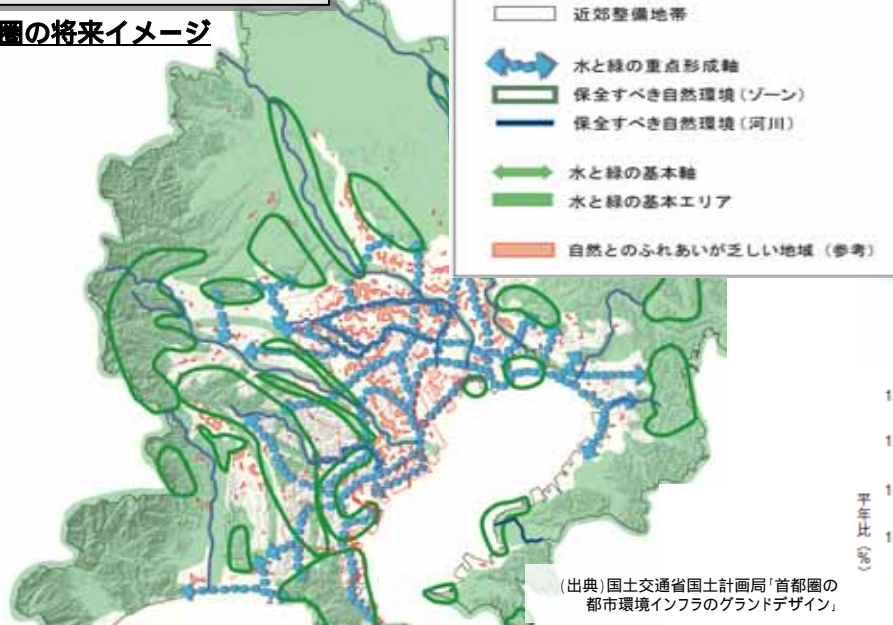 圏の将来イメージ
近郊整備地帯
水と緑の重点形成軸
保全すべき自然環境（ゾーン）
保全すべき自然環境（河川）
水と緑の基本軸
水と緑の基本エリア
自然とのふれあいが乏しい地域（参考）
1
1
1
1
平年比（%）
(出典)国土交通省国土計画局「首都圏の
都市環境インフラのグランドデザイン」